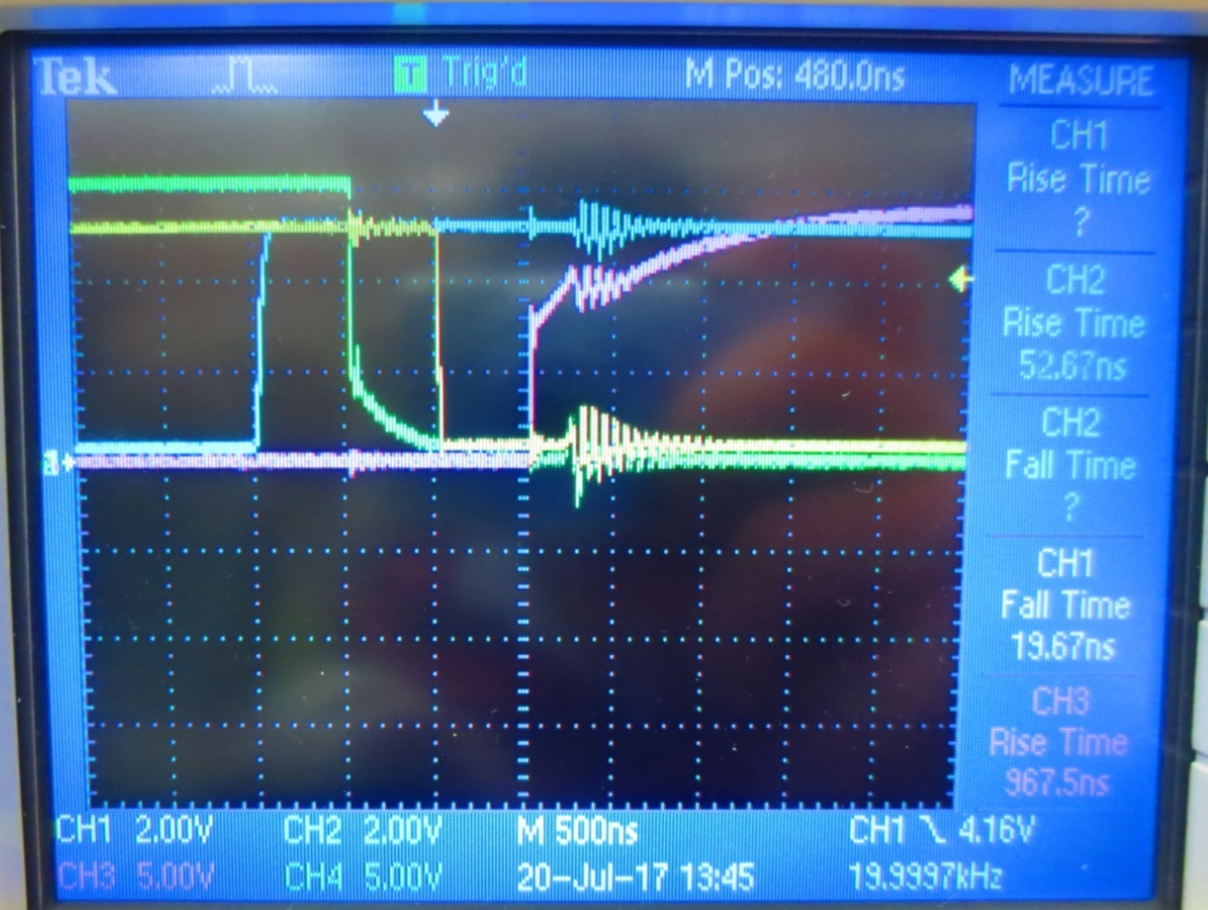 Tek T Trig'd M Pos: 480.0ns MEASURE
CH1
Rise Time
?
CH2
Rise Time
52.67ns
CH2
Fall Time
?
CH1
Fall Time
19.67ns
CH3
Rise Time
967.5ns
CH1 2.00V CH2 2.00V M 500ns CH1 4.16V
CH3 5.00V CH4 5.00V 20-Jul-17 13:45 19.9997kHz